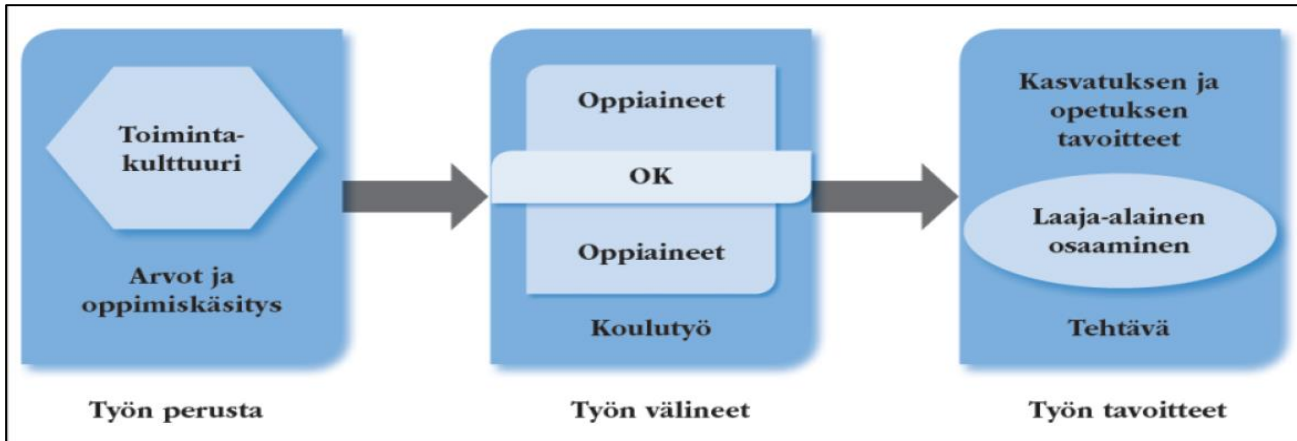 Toiminta-
kulttuuri
Arvot ja
oppimiskäsitys
Työn perusta
Oppiaineet
OK
Oppiaineet
Koulutyö
Työn välineet
Kasvatuksen ja
opetuksen
tavoitteet
Laaja-alainen
osaaminen
Tehtävä
Työn tavoitteet